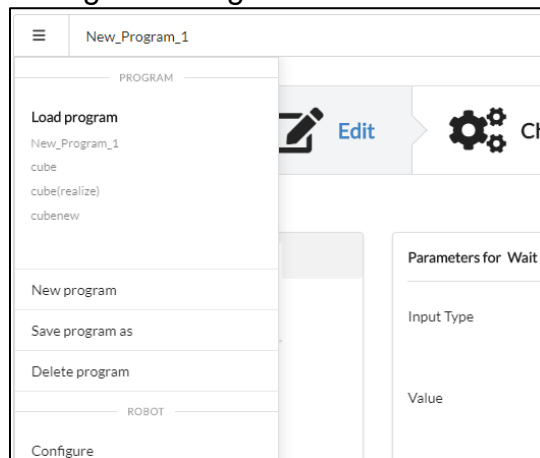 New_Program_1
PROGRAM
Load program
New_Program_1
cube
cube(realize)
cubenew
New program
Save program as
Delete program
ROBOT
Configure
Edit
Parameters for Wait
Input Type
Value